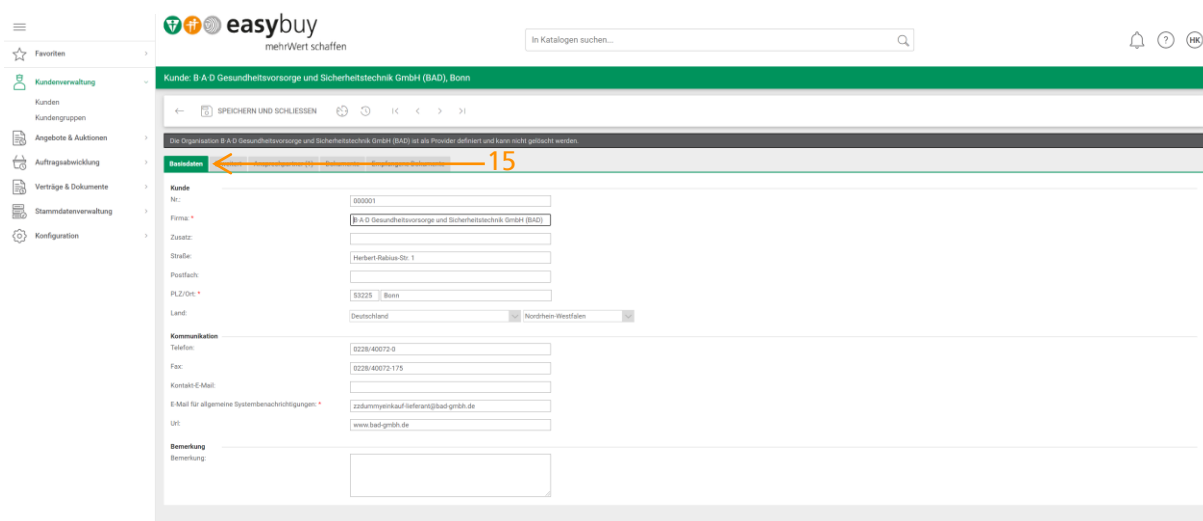 easybuy
mehrWert schaffen
In Katalogen suchen...
HK
Favoriten
Kundenverwaltung
Kunden
Kundengruppen
Angebote & Auktionen
Auftragsabwicklung
Verträge & Dokumente
Stammdatenverwaltung
Konfiguration
Kunde: B·A·D Gesundheitsvorsorge und Sicherheitstechnik GmbH (BAD), Bonn
SPEICHERN UND SCHLIESSEN
Die Organisation B·A·D Gesundheitsvorsorge und Sicherheitstechnik GmbH (BAD) ist als Provider definiert und kann nicht gelöscht werden.
Basisdaten Dokumente Empfangene Dokumente 15
Kunde
Nr.: 000001
Firma: * B·A·D Gesundheitsvorsorge und Sicherheitstechnik GmbH (BAD)
Zusatz:
Straße: Herbert-Rabius-Str. 1
Postfach:
PLZ/Ort: * 53225 Bonn
Land: Deutschland Nordrhein-Westfalen
Kommunikation
Telefon: 0228/40072-0
Fax: 0228/40072-175
Kontakt-E-Mail:
E-Mail für allgemeine Systembenachrichtigungen: * zzdummyeinkauf-lieferant@bad-gmbh.de
Url: www.bad-gmbh.de
Bemerkung
Bemerkung: